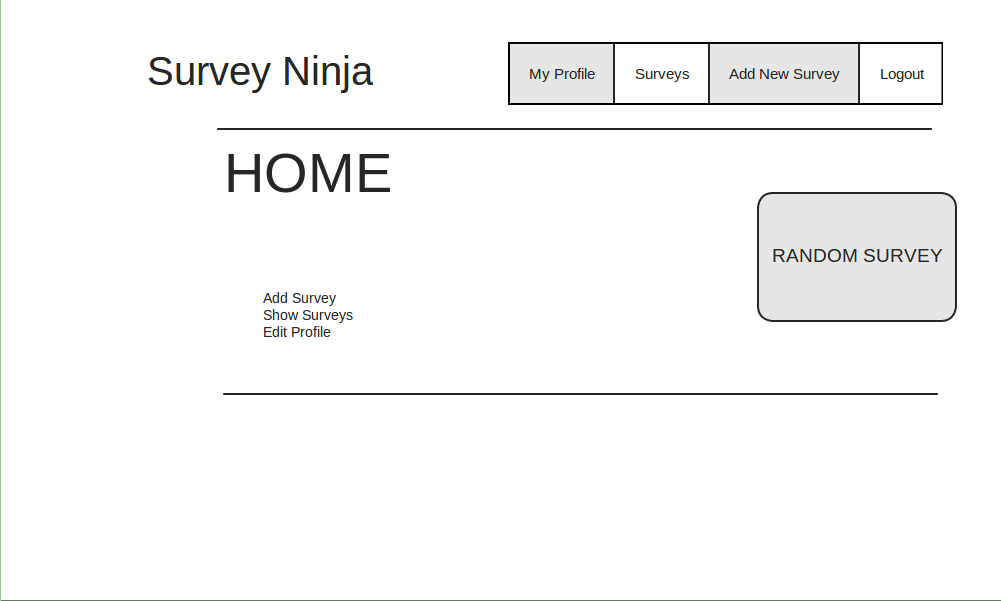 Survey Ninja
My Profile
Surveys
Add New Survey
Logout
HOME
RANDOM SURVEY
Add Survey
Show Surveys
Edit Profile